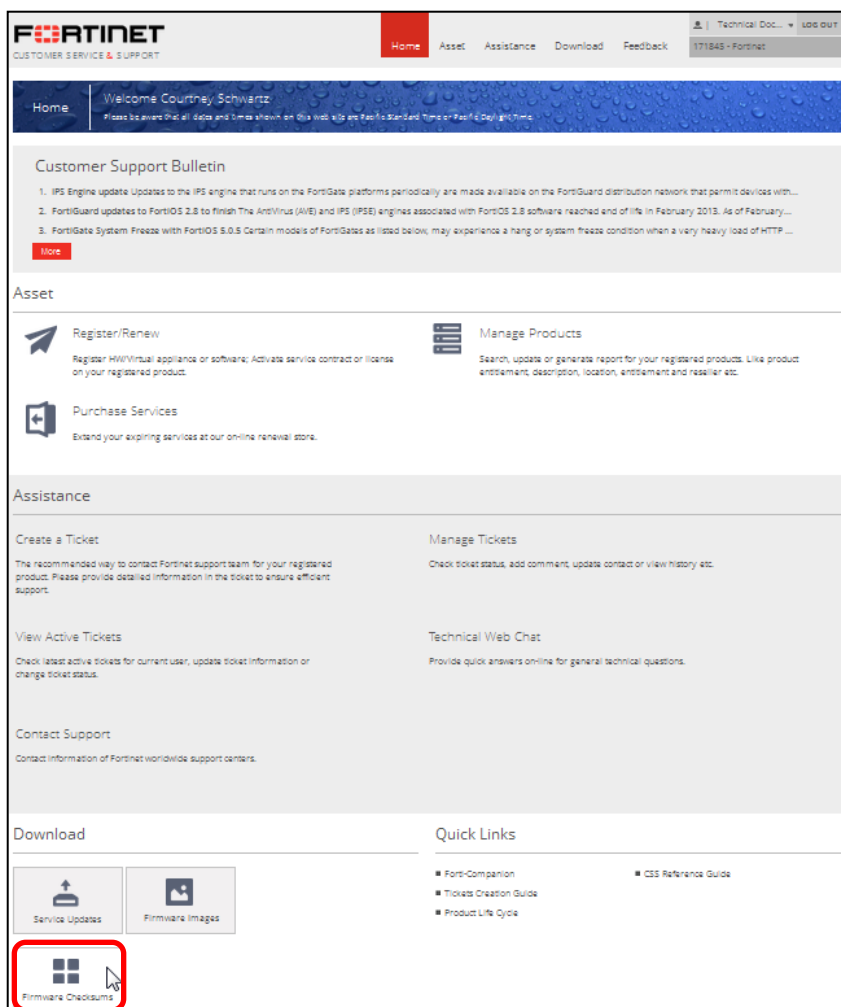 FORTINET
CUSTOMER SERVICE & SUPPORT
Home Asset Assistance Download Feedback
| Technical Doc... LOG OUT
171845 - Fortinet
Home
Welcome Courtney Schwartz
Please be aware that all dates and times shown on this web site are Pacific Standard Time or Pacific Daylight Time.
Customer Support Bulletin
1. IPS Engine update Updates to the IPS engine that runs on the FortiGate platforms periodically are made available on the FortiGuard distribution network that permit devices with...
2. FortiGuard updates to FortiOS 2.8 to finish The AntiVirus (AVE) and IPS (IPSE) engines associated with FortiOS 2.8 software reached end of life in February 2013. As of February...
3. FortiGate System Freeze with FortiOS 5.0.5 Certain models of FortiGates as listed below, may experience a hang or system freeze condition when a very heavy load of HTTP ...
More
Asset
Register/Renew
Register HW/Virtual appliance or software; Activate service contract or license
on your registered product.
Manage Products
Search, update or generate report for your registered products. Like product
entitlement, description, location, entitlement and reseller etc.
Purchase Services
Extend your expiring services at our on-line renewal store.
Assistance
Create a Ticket
The recommended way to contact Fortinet support team for your registered
product. Please provide detailed information in the ticket to ensure efficient
support.
Manage Tickets
Check ticket status, add comment, update contact or view history etc.
View Active Tickets
Check latest active tickets for current user, update ticket information or
change ticket status.
Technical Web Chat
Provide quick answers on-line for general technical questions.
Contact Support
Contact information of Fortinet worldwide support centers.
Download
Service Updates
Firmware Images
Firmware Checksums
Quick Links
Forti-Companion
Tickets Creation Guide
Product Life Cycle
CSS Reference Guide